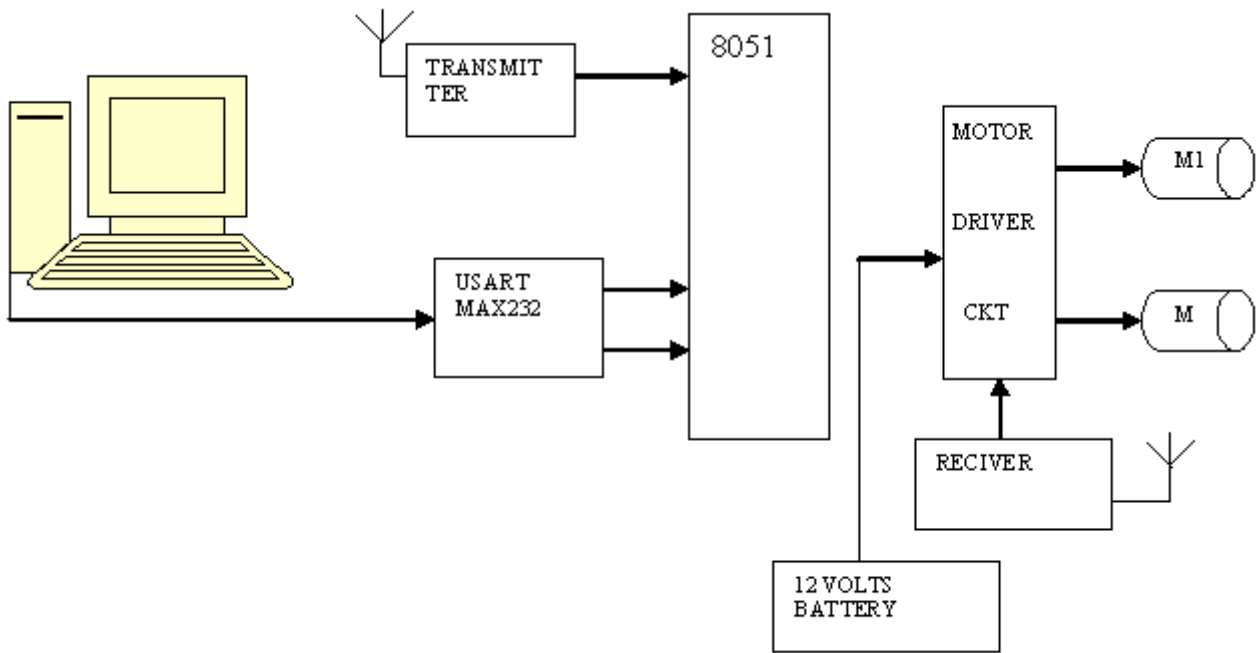 TRANSMIT
TER
8051
MOTOR
DRIVER
CKT
M1
M
USART
MAX232
RECIVER
12 VOLTS
BATTERY